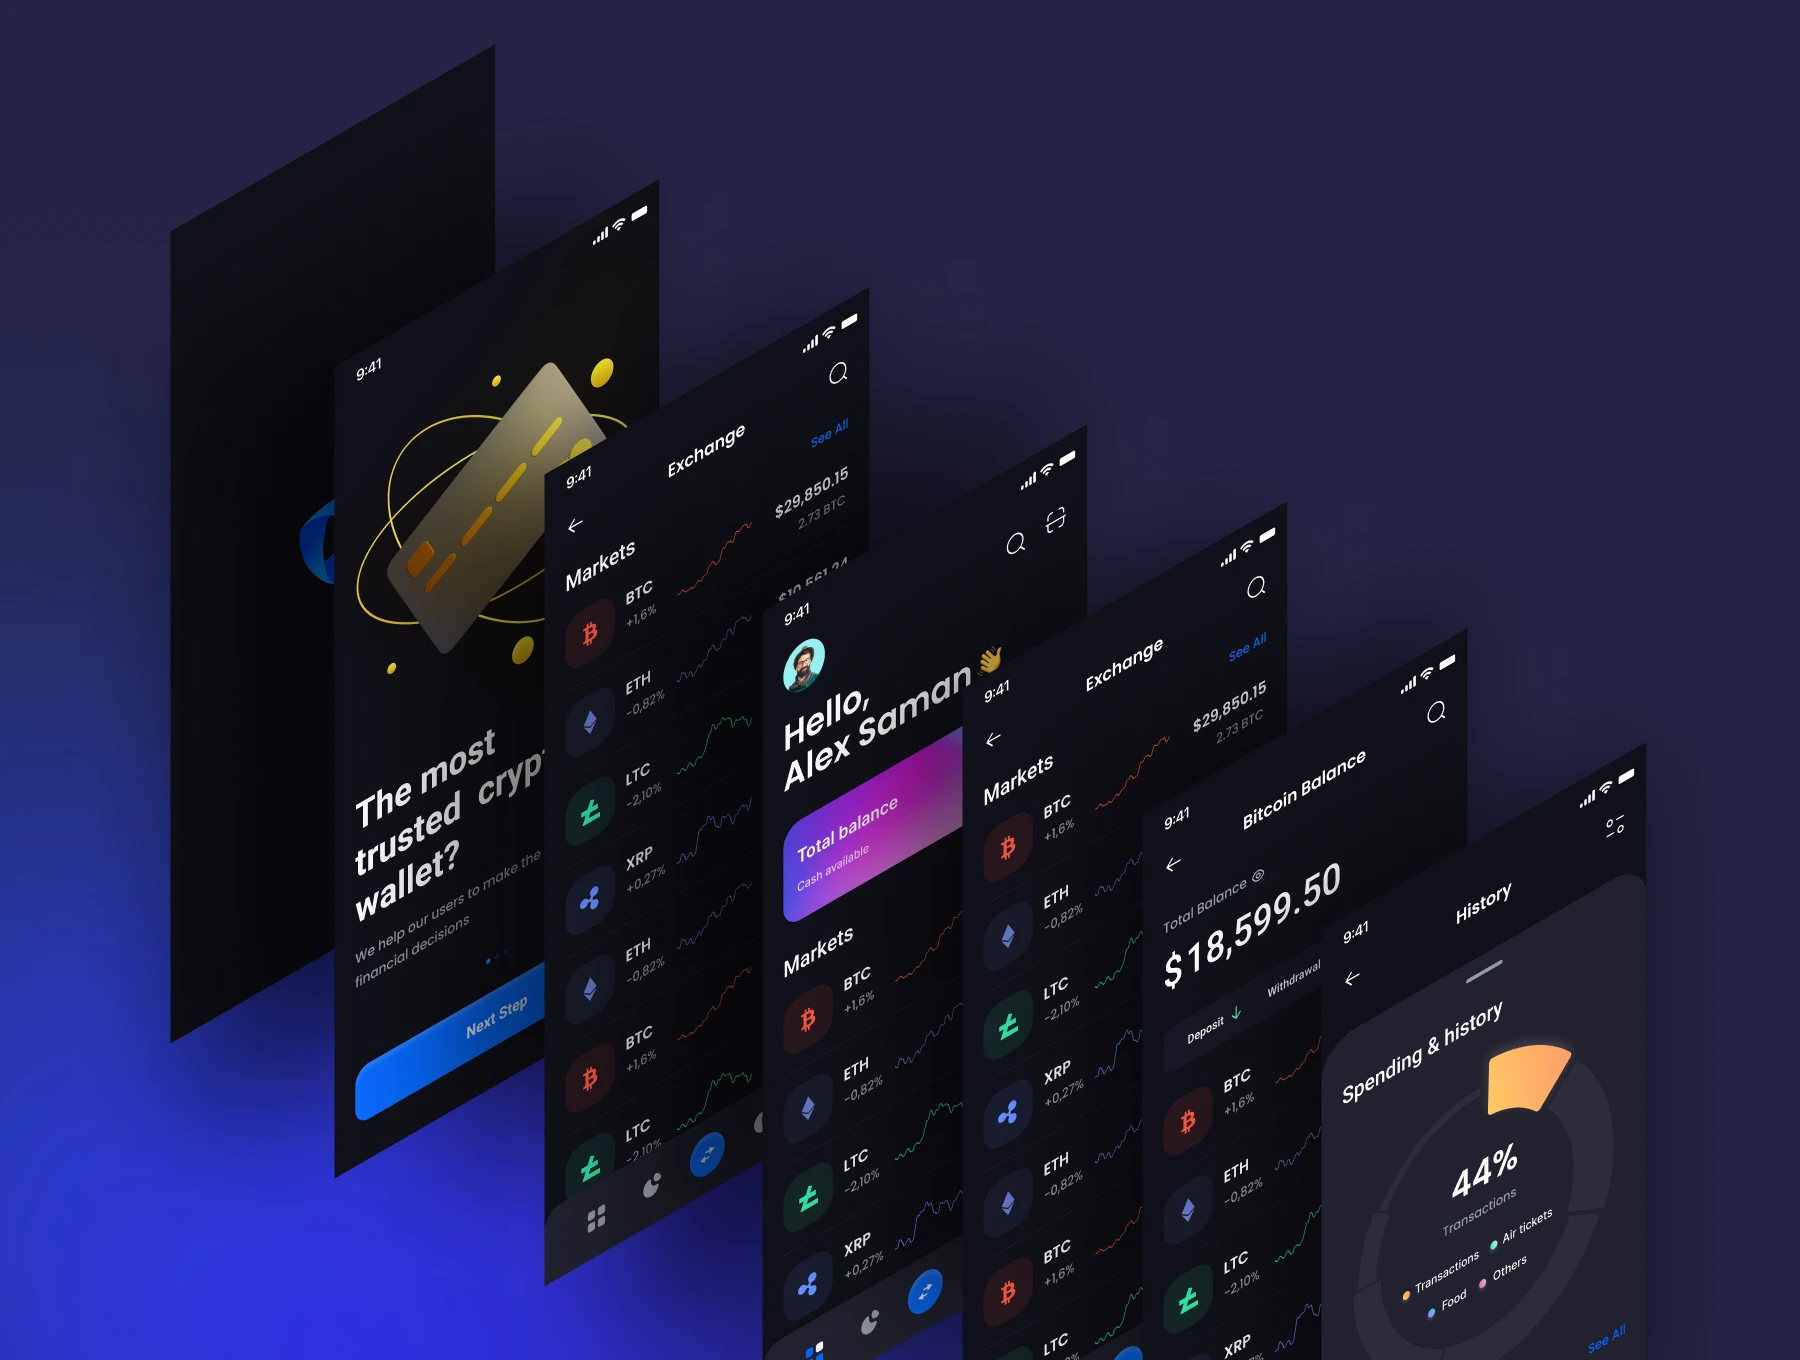 9:41
The most
trusted cryp
wallet?
We help our users to make the
financial decisions
Next Step
9:41
Exchange
See All
Markets
$29,850.15
2.73 BTC
BTC
+1,6%
ETH
-0,82%
LTC
-2,10%
XRP
+0,27%
ETH
-0,82%
BTC
+1,6%
LTC
-2,10%
9:41
Hello,
Alex Saman 👋
Total balance
Cash available
Markets
BTC
+1,6%
ETH
-0,82%
LTC
-2,10%
XRP
+0,27%
9:41
Exchange
See All
Markets
$29,850.15
2.73 BTC
BTC
+1,6%
ETH
-0,82%
LTC
-2,10%
XRP
+0,27%
ETH
-0,82%
BTC
+1,6%
LTC
9:41
Bitcoin Balance
Total Balance
$18,599.50
Deposit
Withdrawal
BTC
+1,6%
ETH
-0,82%
LTC
-2,10%
XRP
9:41
History
Spending & history
44%
Transactions
Transactions
Air tickets
Food
Others
See All